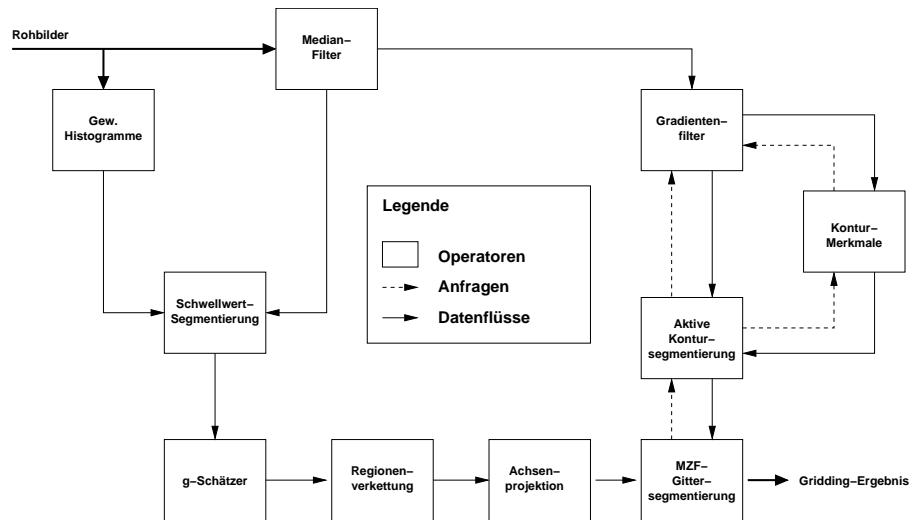 Rohbilder
Median–
Filter
Gew.
Histogramme
Gradienten–
filter
Legende
Operatoren
Anfragen
Datenflüsse
Kontur–
Merkmale
Schwellwert–
Segmentierung
Aktive
Kontur–
segmentierung
g–Schätzer
Regionen–
verkettung
Achsen–
projektion
MZF–
Gitter–
segmentierung
Gridding–Ergebnis